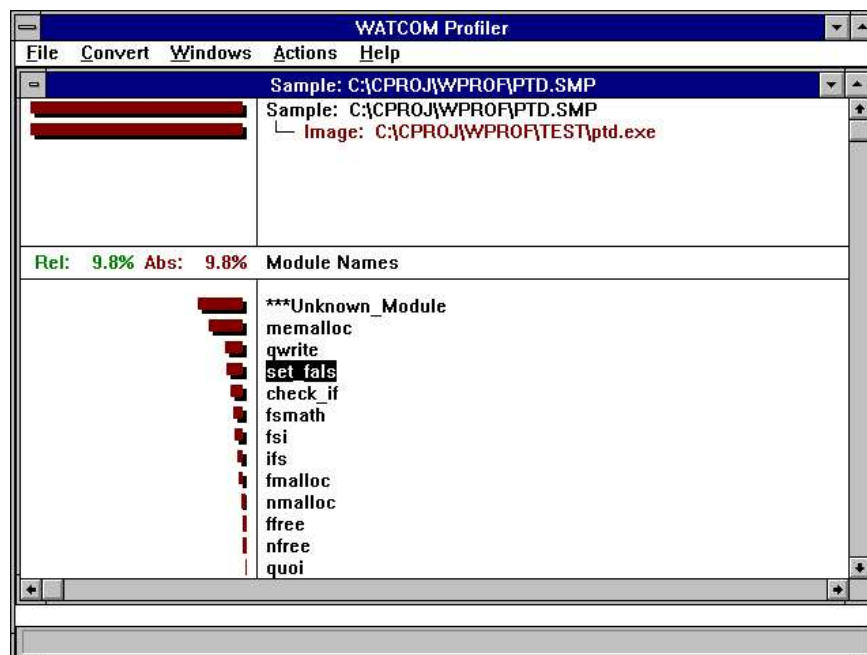 WATCOM Profiler
File Convert Windows Actions Help
Sample: C:\CPROJ\WPROF\PTD.SMP
Sample: C:\CPROJ\WPROF\PTD.SMP
Image: C:\CPROJ\WPROF\TEST\ptd.exe
Rel: 9.8% Abs: 9.8% Module Names
***Unknown_Module
memalloc
qwrite
set_fals
check_if
fsmath
fsi
ifs
fmalloc
nmalloc
ffree
nfree
quoi